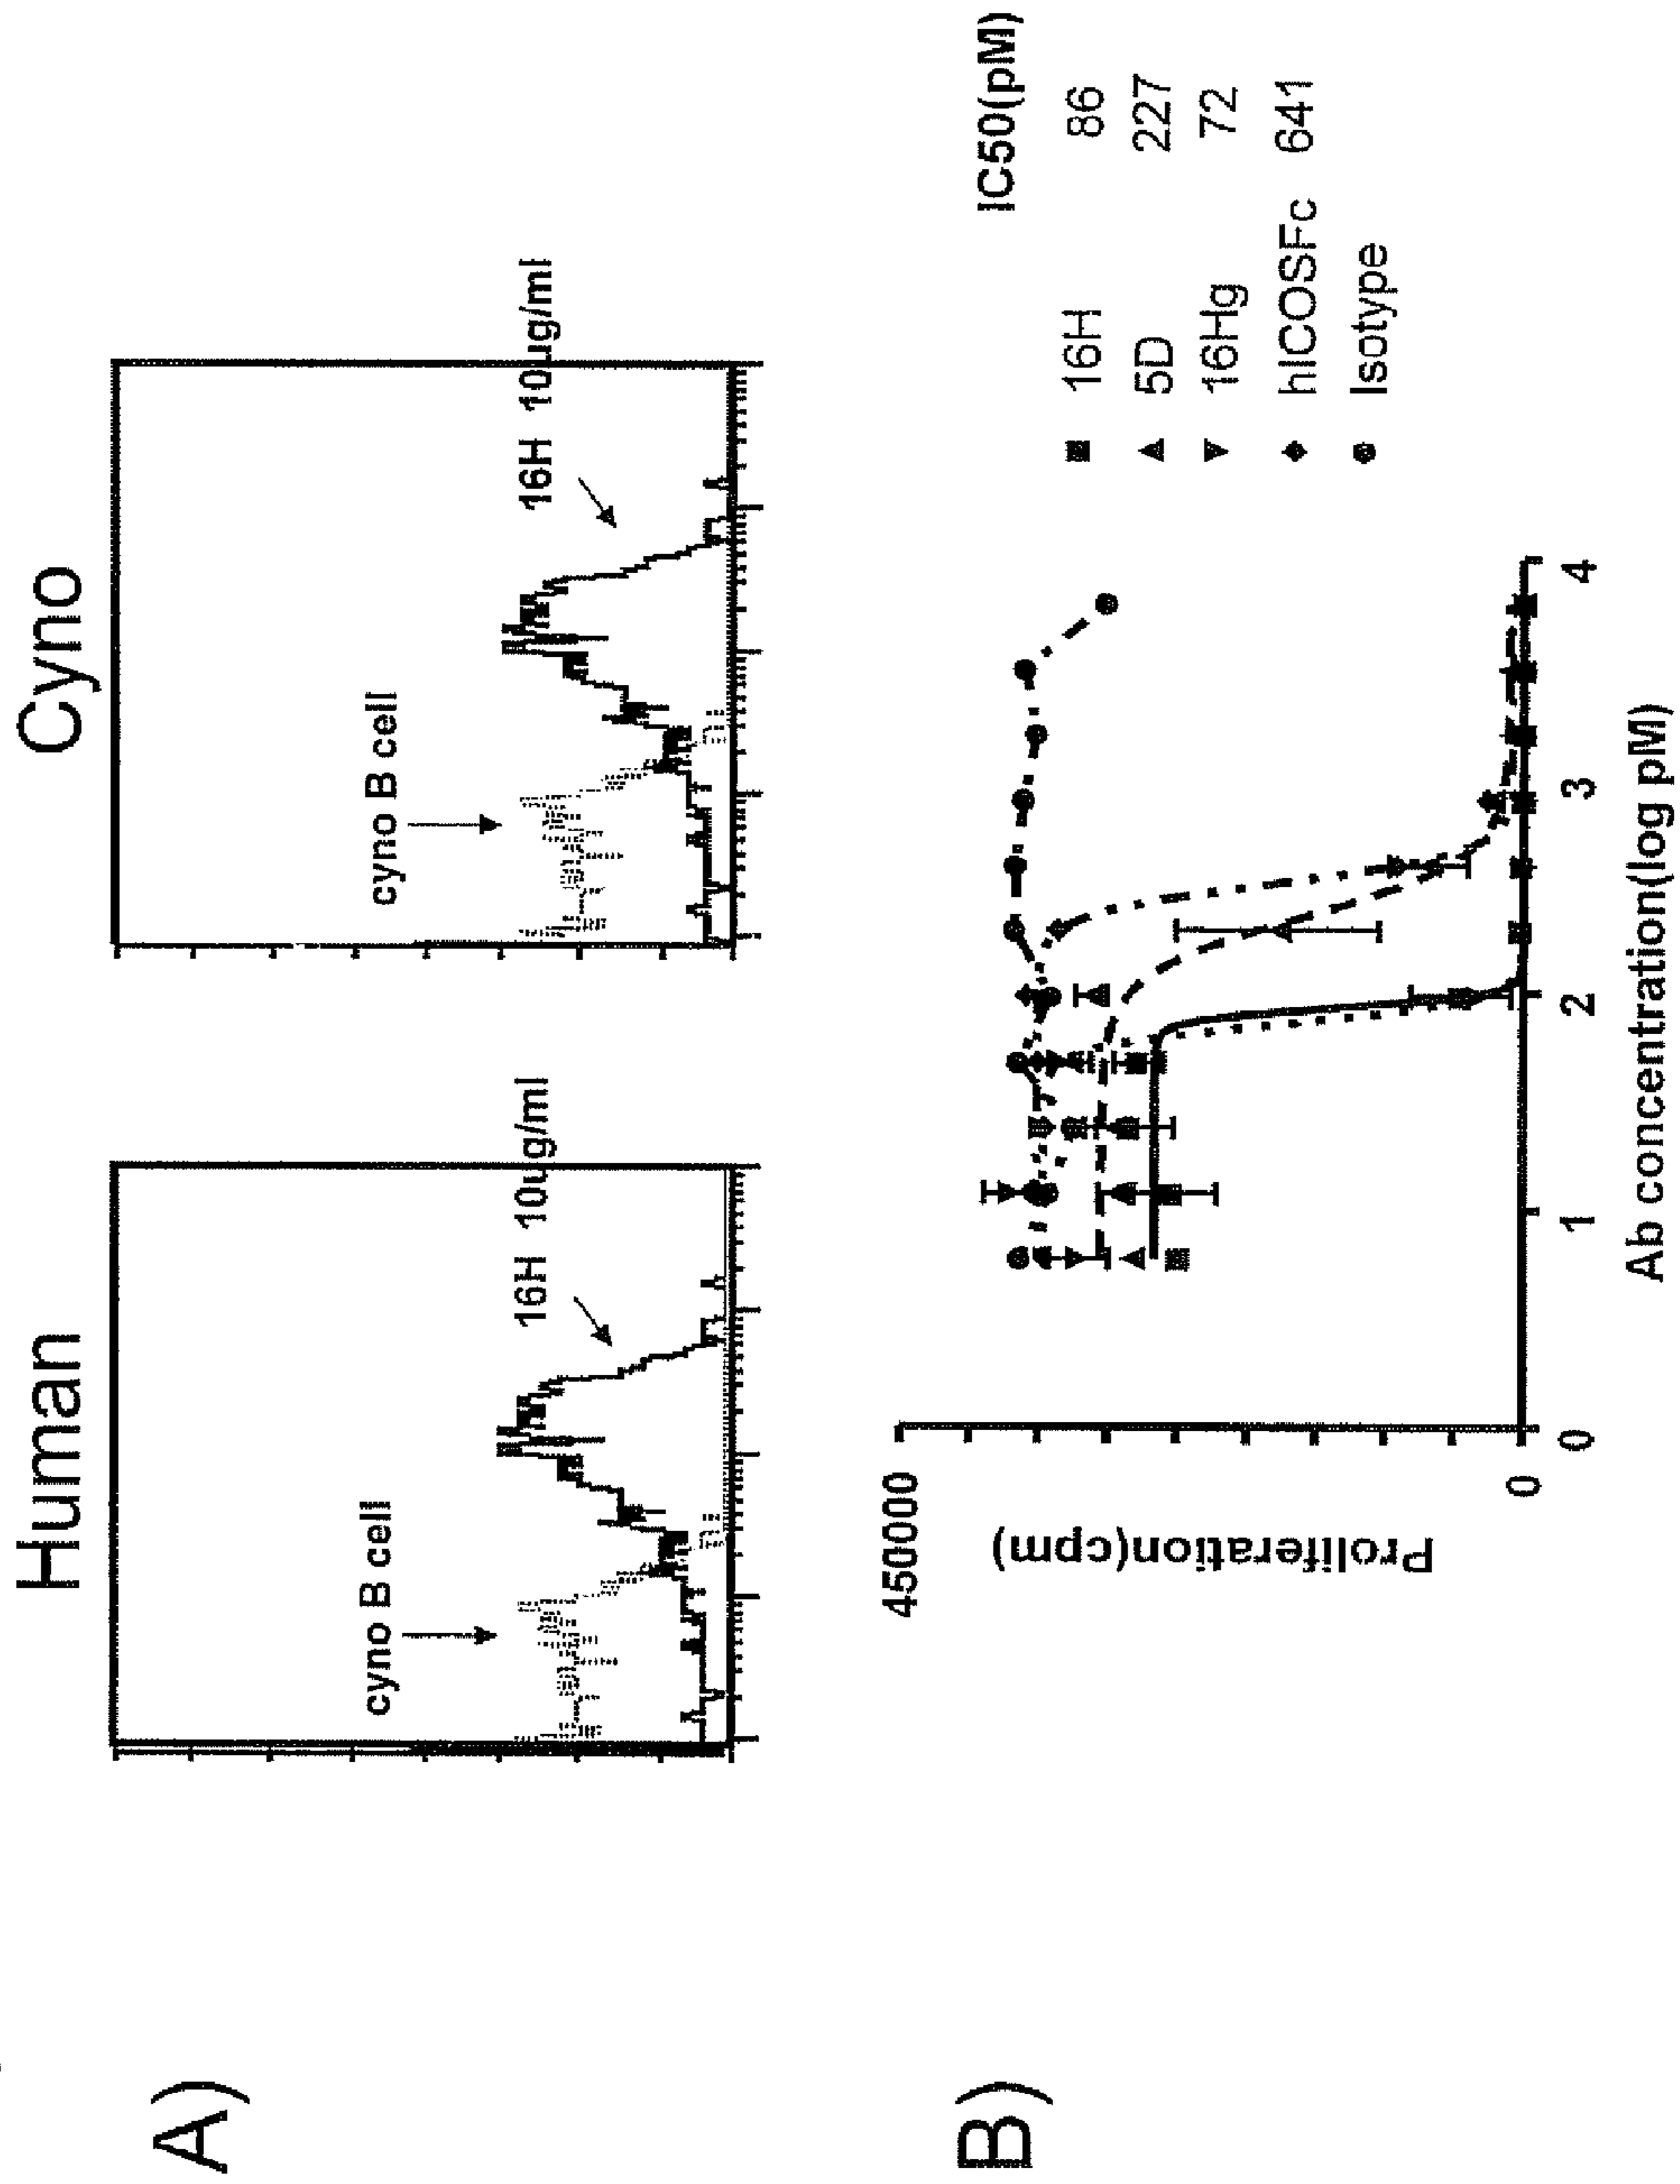 A)
Human
cyno B cell
16H 10ug/ml
Cyno
cyno B cell
16H 10ug/ml
B)
Proliferation(cpm)
450000
0
0 1 2 3 4
Ab concentration(log pM)
IC50(pM)
16H 86
5D 227
16Hg 72
hICOSFc 641
Isotype